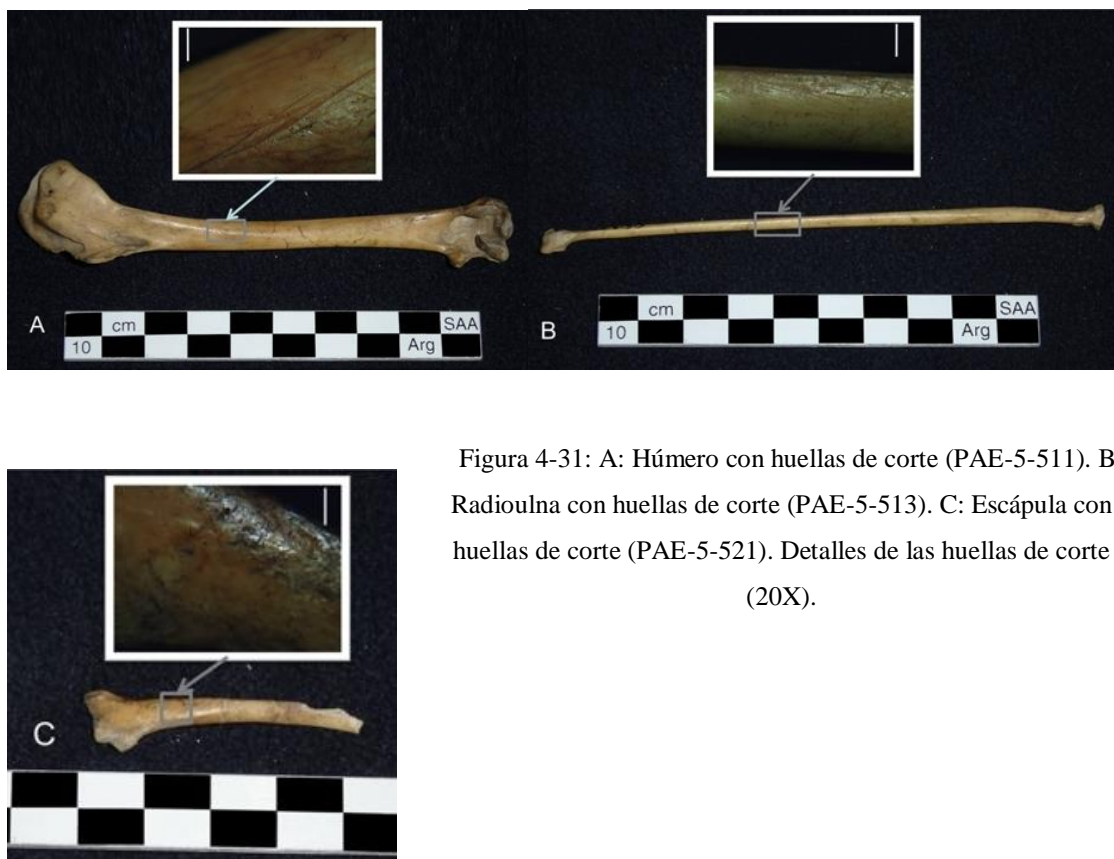 cm
SAA
10
Arg
A
cm
SAA
10
Arg
B
Figura 4-31: A: Húmero con huellas de corte (PAE-5-511). B
Radioulna con huellas de corte (PAE-5-513). C: Escápula con
huellas de corte (PAE-5-521). Detalles de las huellas de corte
(20X).
C